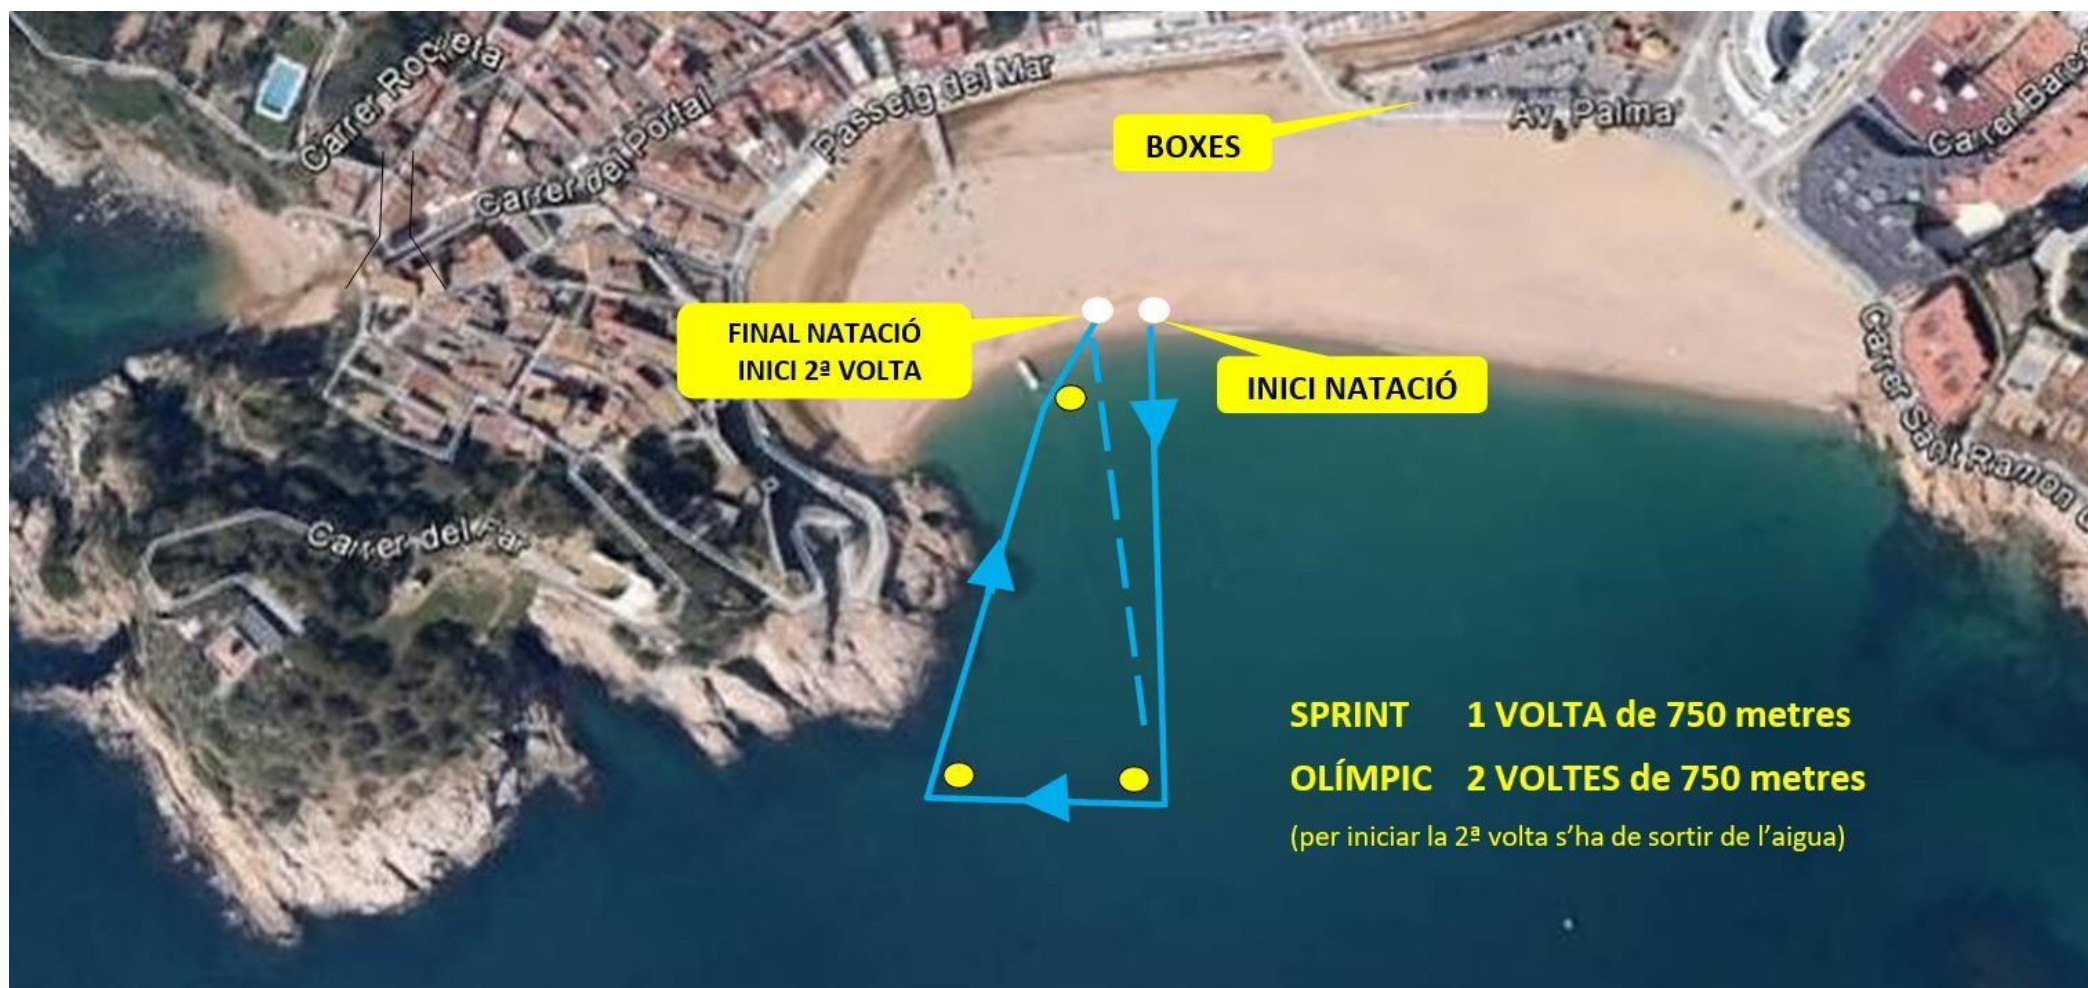 Carrer Roqueta
Carrer del Portal
Passeig del Mar
Av. Palma
Carrer Barce
BOXES
FINAL NATACIÓ
INICI 2ª VOLTA
INICI NATACIÓ
Carrer Sant Ramon d
Carrer del Far
SPRINT 1 VOLTA de 750 metres
OLÍMPIC 2 VOLTES de 750 metres
(per iniciar la 2ª volta s'ha de sortir de l'aigua)